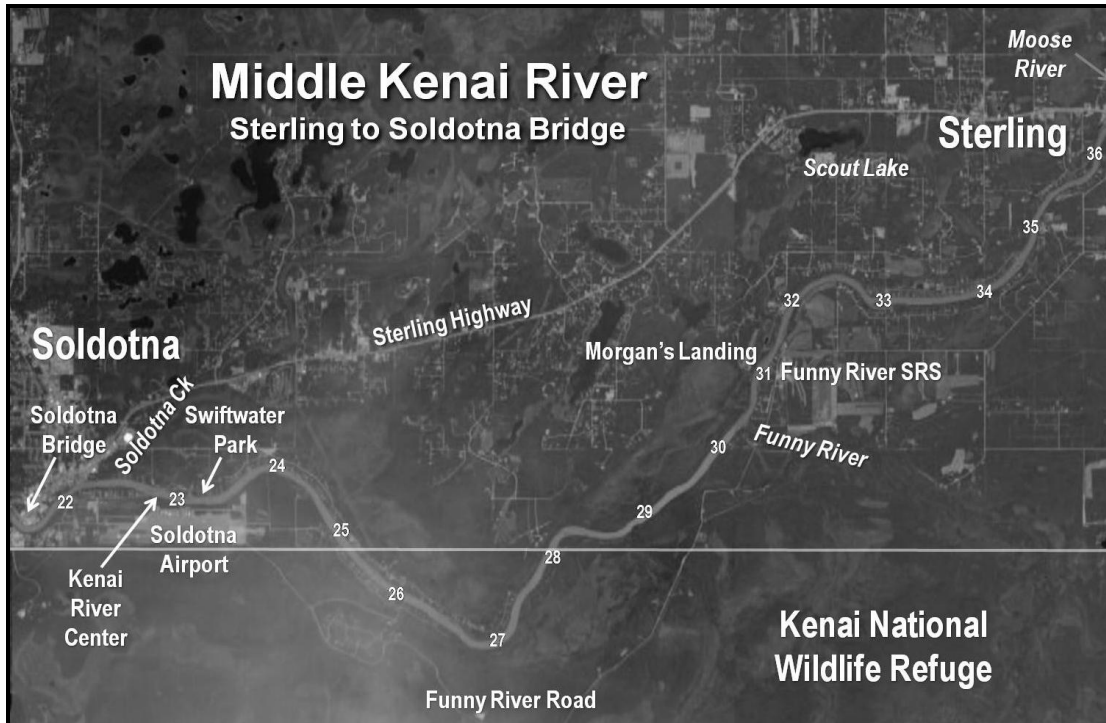 Middle Kenai River
Sterling to Soldotna Bridge
Moose
River
Sterling
Scout Lake
36
35
34
33
32
Sterling Highway
Morgan's Landing
31
Funny River SRS
Soldotna
Soldotna Ck
Soldotna
Bridge
Swiftwater
Park
Funny River
30
24
22
23
29
25
Soldotna
Airport
28
Kenai
River
Center
26
27
Kenai National
Wildlife Refuge
Funny River Road